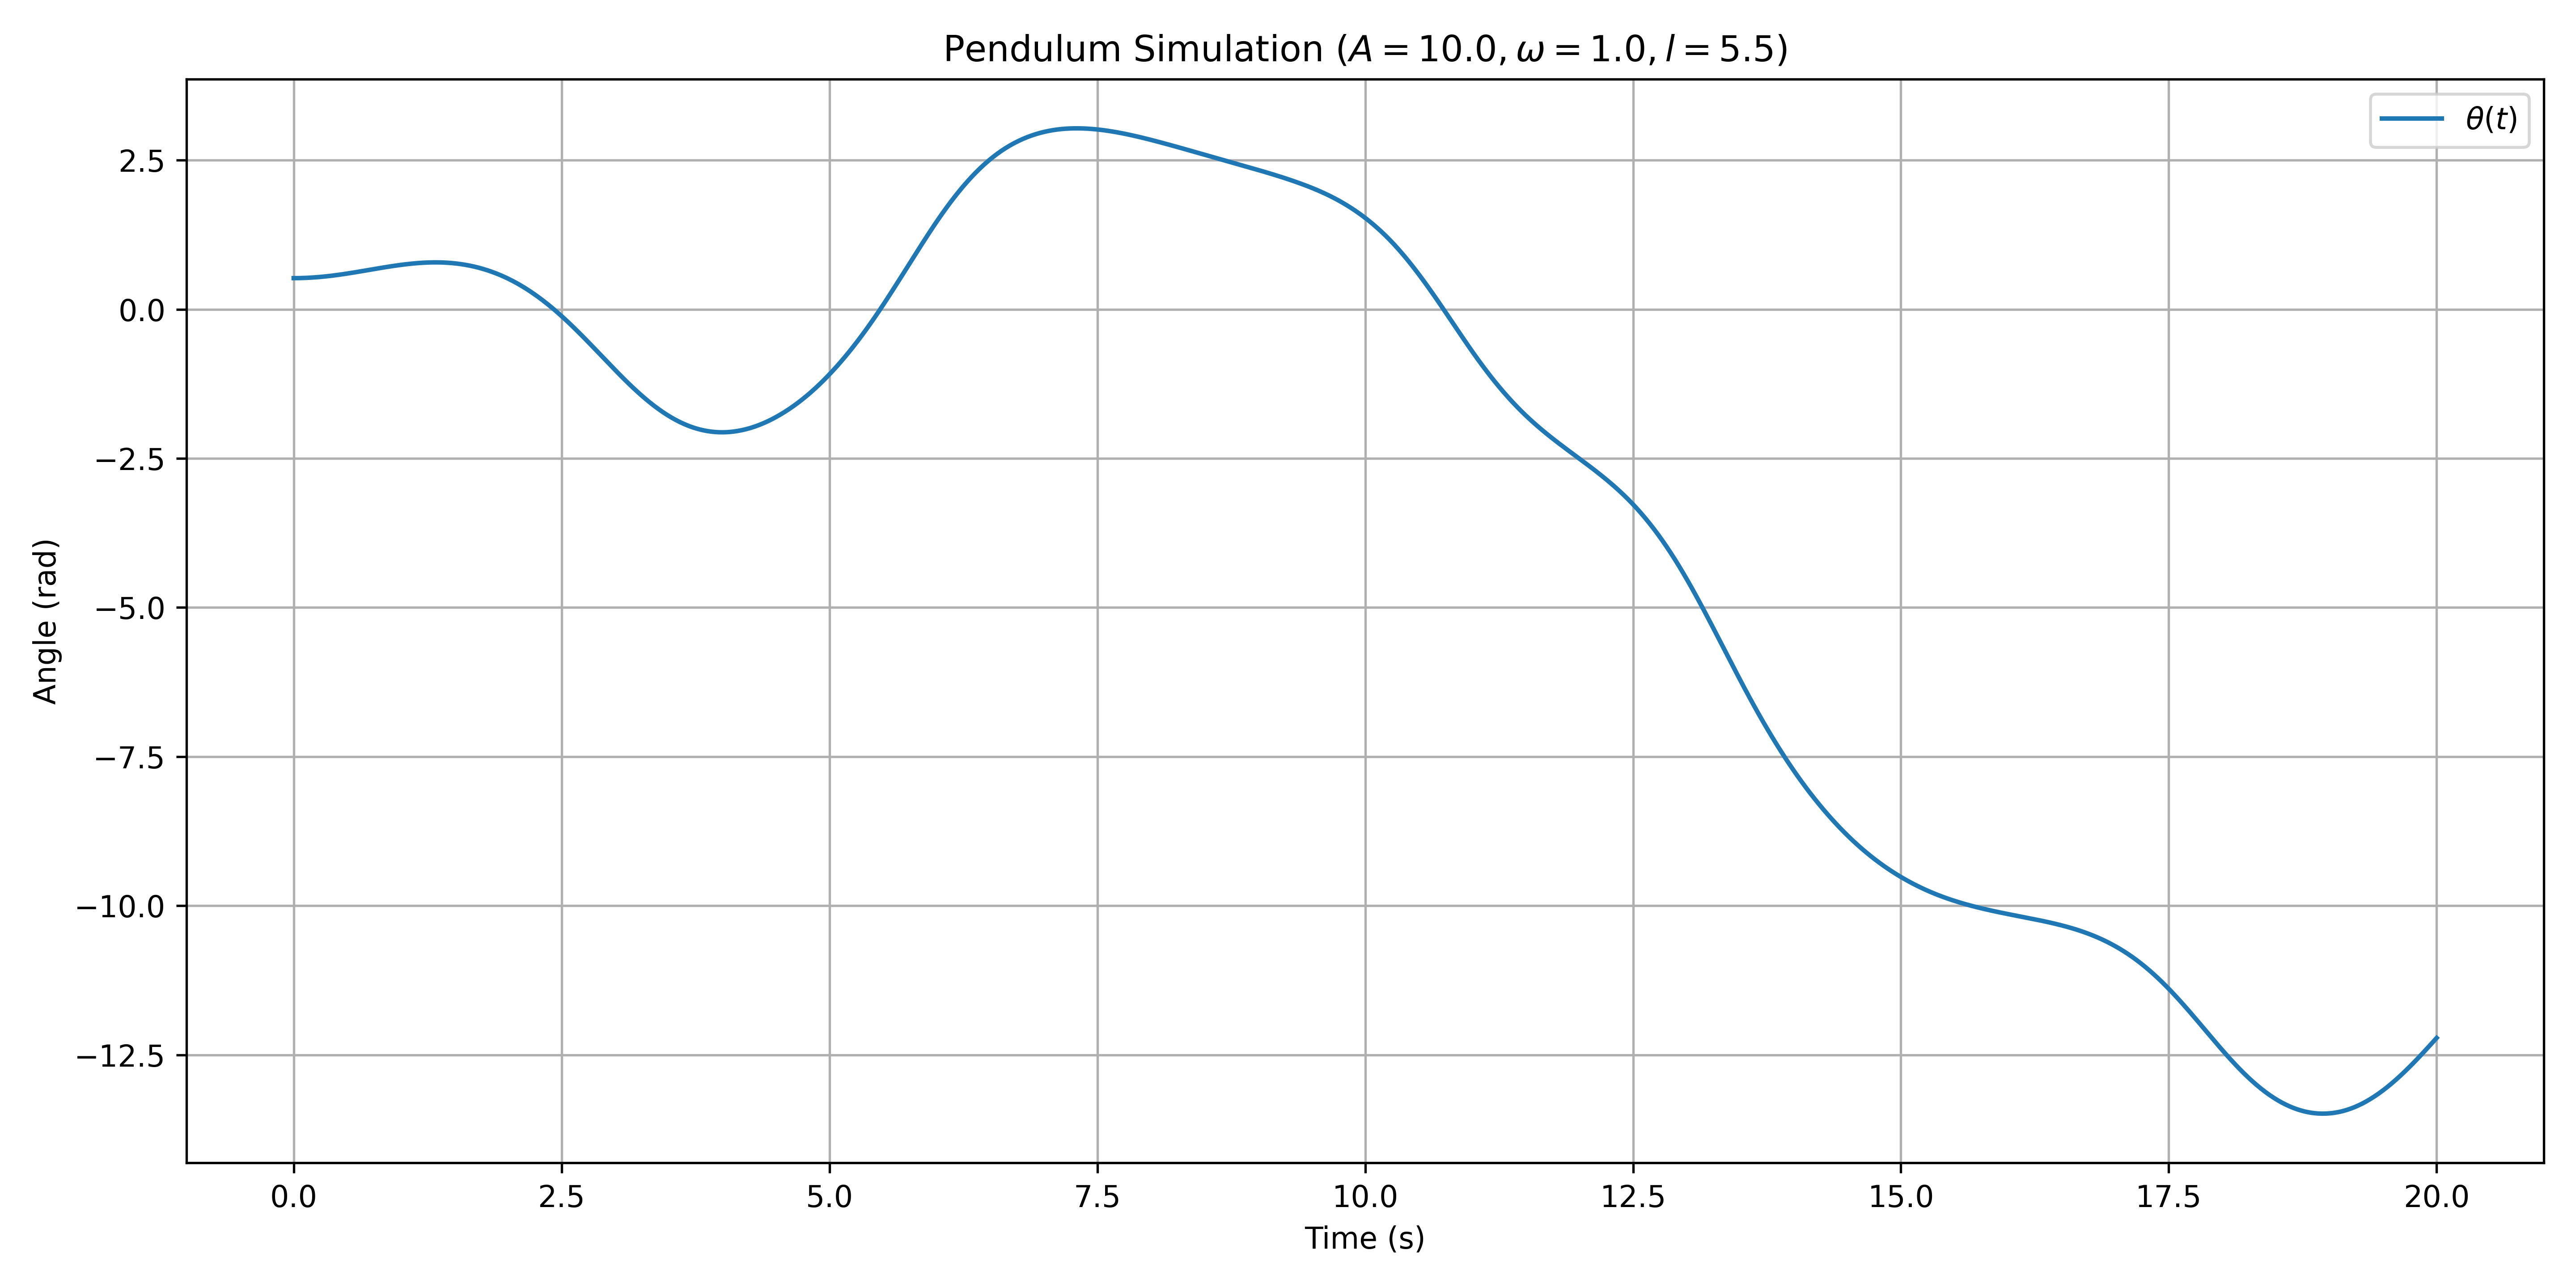 Pendulum Simulation (A = 10.0, ω = 1.0, l = 5.5)
θ(t)
2.5
0.0
−2.5
−5.0
−7.5
−10.0
−12.5
Angle (rad)
0.0 2.5 5.0 7.5 10.0 12.5 15.0 17.5 20.0
Time (s)